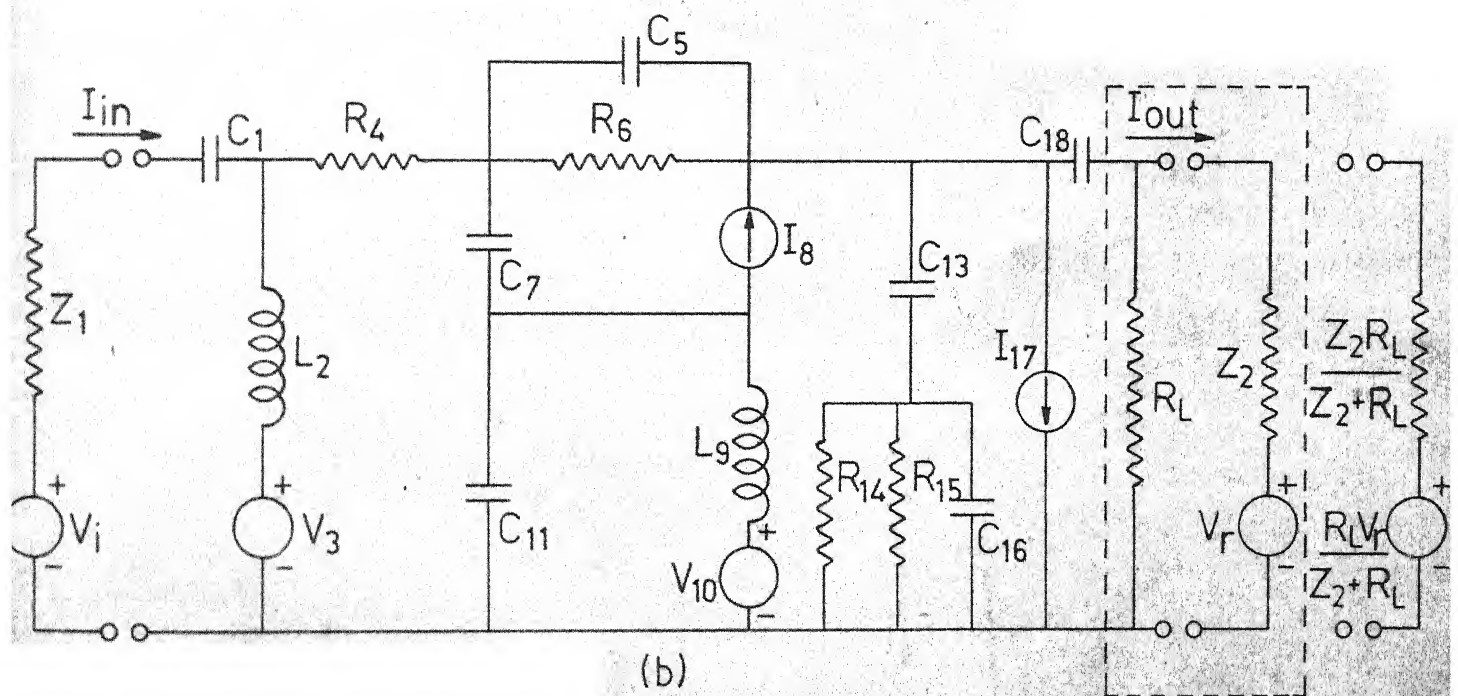 C5
Iin
C1
R4
R6
C18
Iout
I8
C13
C7
Z1
L2
I17
RL
Z2
Z2RL
Z2+RL
L9
R14
R15
C16
Vi
V3
C11
V10
Vr
RLVr
Z2+RL
(b)